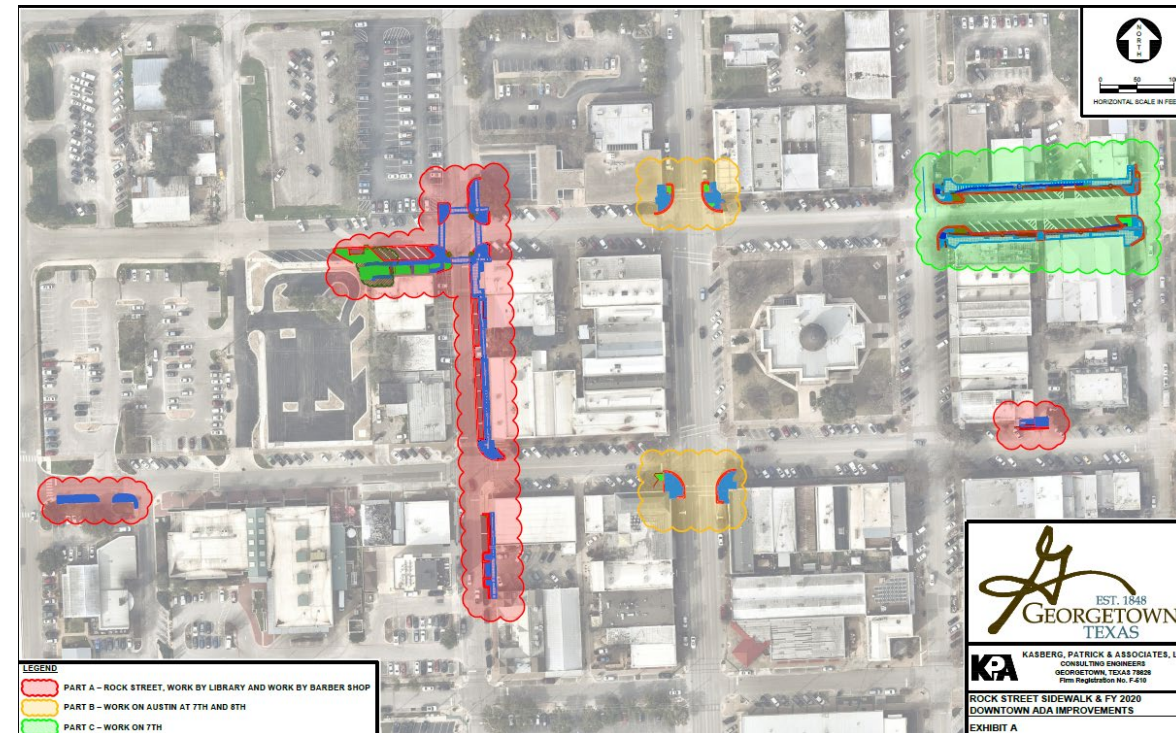 NORTH
0 50 100
HORIZONTAL SCALE IN FEE
EST. 1848
GEORGETOWN
TEXAS
KPA
KASBERG, PATRICK & ASSOCIATES, L
CONSULTING ENGINEERS
GEORGETOWN, TEXAS 78626
Firm Registration No. F-510
ROCK STREET SIDEWALK & FY 2020
DOWNTOWN ADA IMPROVEMENTS
EXHIBIT A
LEGEND
PART A – ROCK STREET, WORK BY LIBRARY AND WORK BY BARBER SHOP
PART B – WORK ON AUSTIN AT 7TH AND 8TH
PART C – WORK ON 7TH